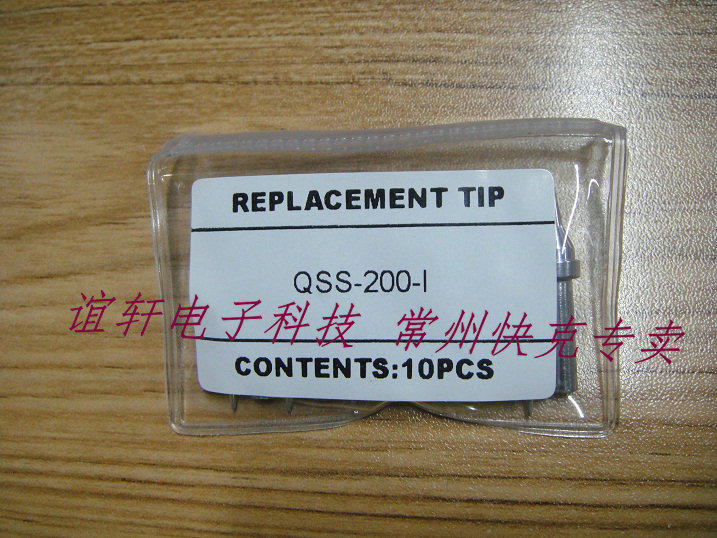 REPLACEMENT TIP
QSS-200-I
谊轩电子科技 常州快克专卖
CONTENTS:10PCS